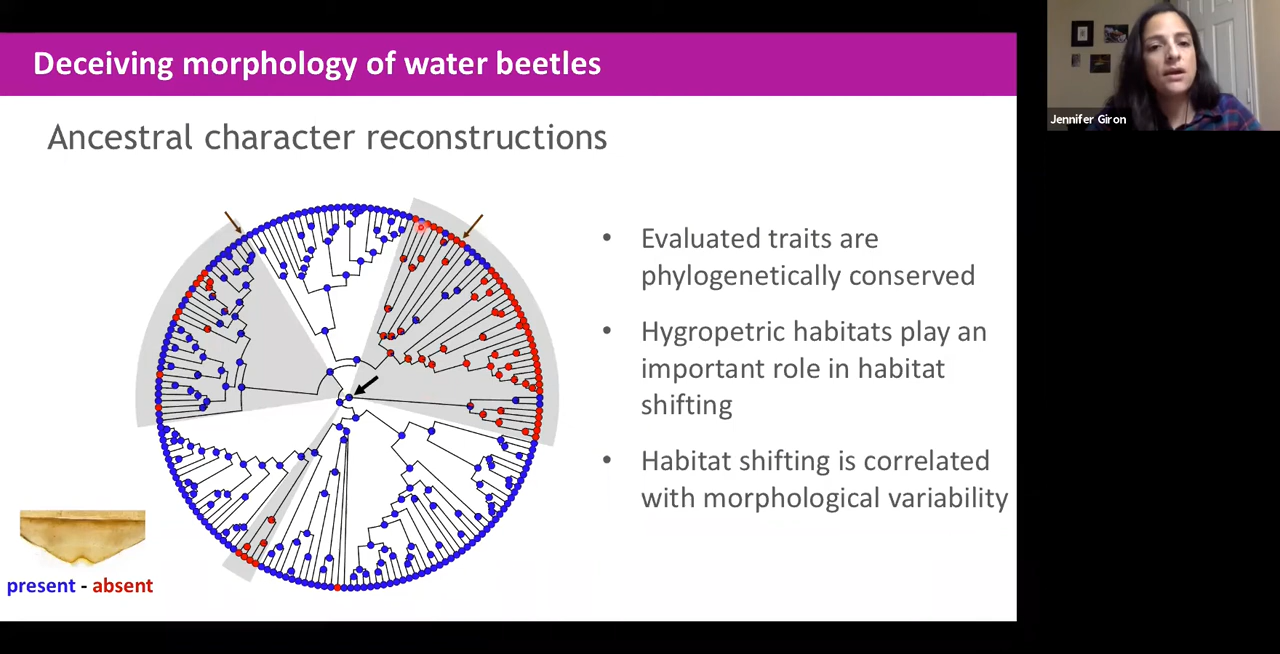 Deceiving morphology of water beetles
Jennifer Giron
Ancestral character reconstructions
• Evaluated traits are
phylogenetically conserved
• Hygropetric habitats play an
important role in habitat
shifting
• Habitat shifting is correlated
with morphological variability
present - absent